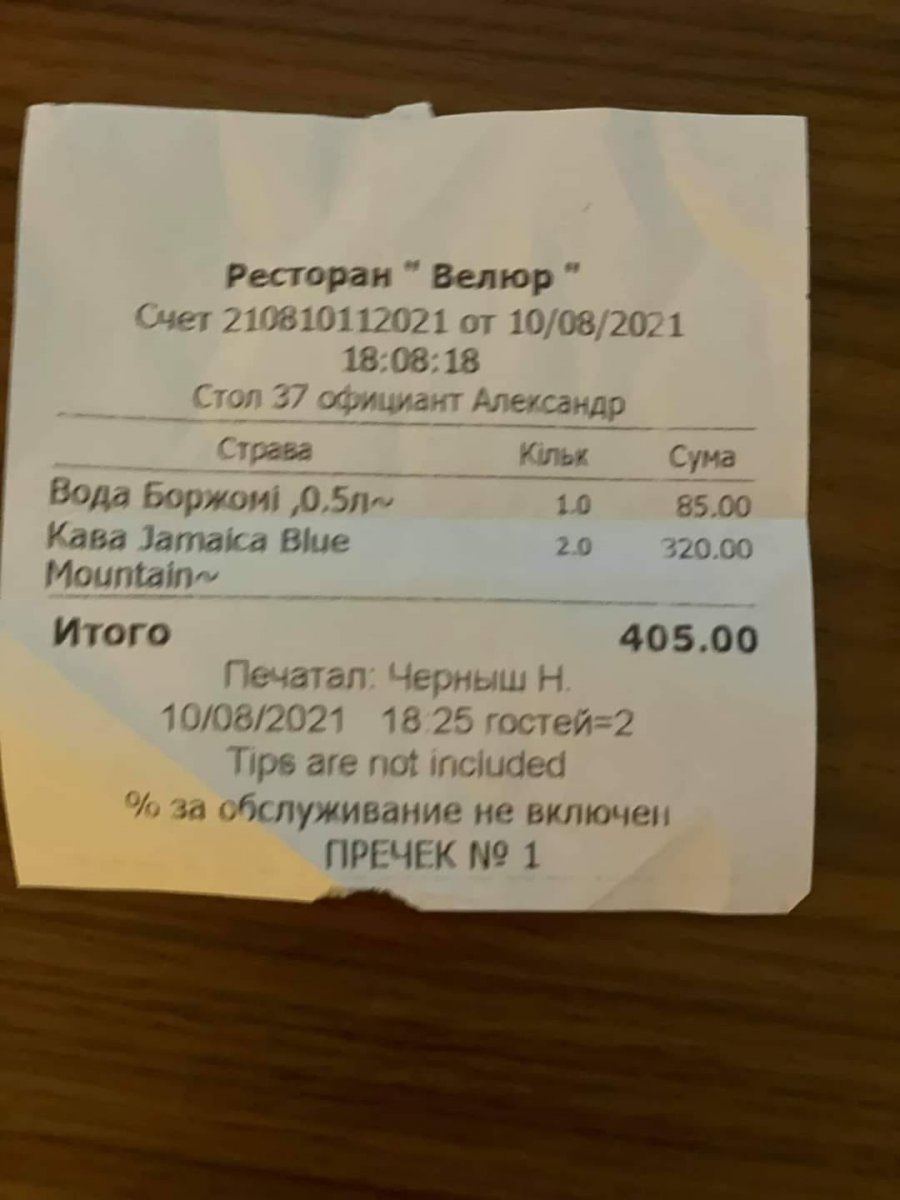 Ресторан " Велюр "
Счет 210810112021 от 10/08/2021
18:08:18
Стол 37 официант Александр
Страва Кільк Сума
Вода Боржомі ,0.5л~ 1.0 85.00
Кава Jamaica Blue 2.0 320.00
Mountain~
Итого 405.00
Печатал: Черныш Н.
10/08/2021 18:25 гостей=2
Tips are not included
% за обслуживание не включен
ПРЕЧЕК № 1